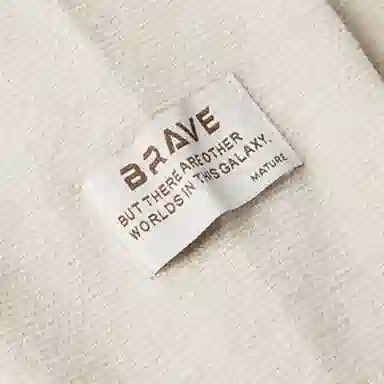 BRAVE
BUT THERE ARE OTHER
WORLDS IN THIS GALAXY.
MATURE